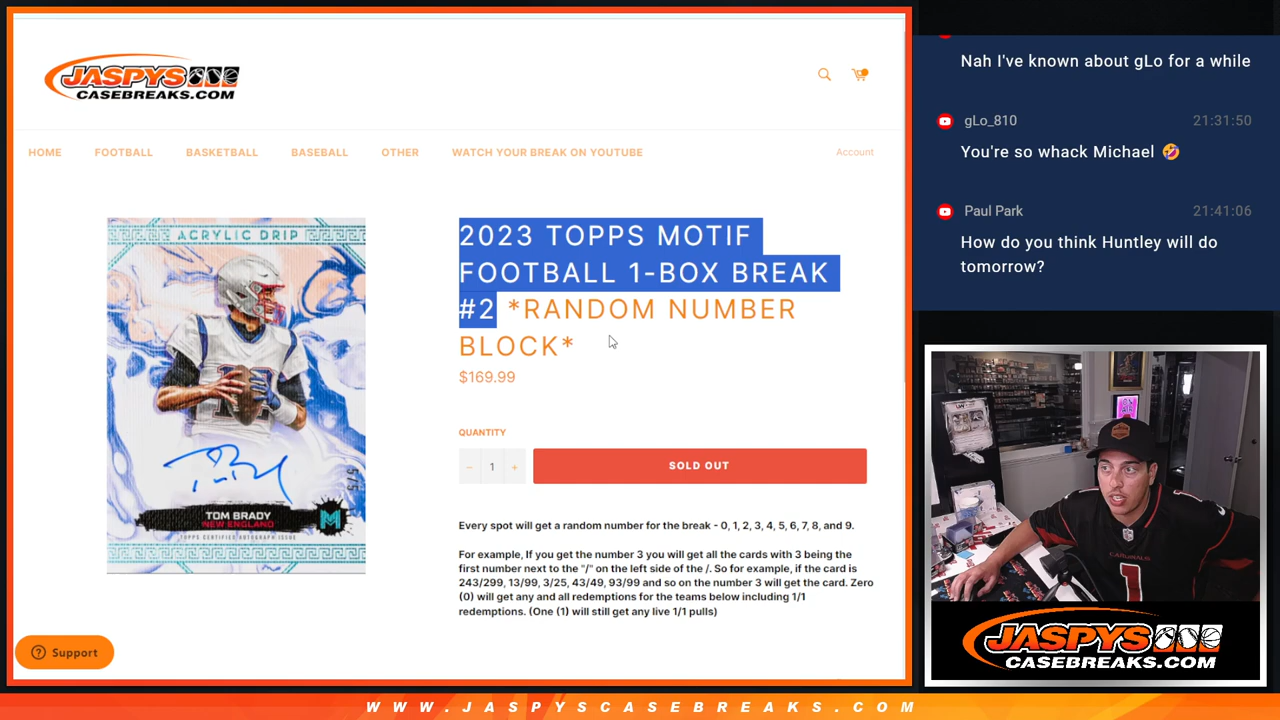 JASPYS
CASEBREAKS.COM
HOME
FOOTBALL
BASKETBALL
BASEBALL
OTHER
WATCH YOUR BREAK ON YOUTUBE
Account
ACRYLIC DRIP
5/5
TOM BRADY
NEW ENGLAND
TOPPS CERTIFIED AUTOGRAPH ISSUE
2023 TOPPS MOTIF
FOOTBALL 1-BOX BREAK
#2 *RANDOM NUMBER
BLOCK*
$169.99
QUANTITY
− 1 +
SOLD OUT
Every spot will get a random number for the break - 0, 1, 2, 3, 4, 5, 6, 7, 8, and 9.
For example, If you get the number 3 you will get all the cards with 3 being the
first number next to the "/" on the left side of the /. So for example, if the card is
243/299, 13/99, 3/25, 43/49, 93/99 and so on the number 3 will get the card. Zero
(0) will get any and all redemptions for the teams below including 1/1
redemptions. (One (1) will still get any live 1/1 pulls)
Support
Nah I've known about gLo for a while
gLo_810 21:31:50
You're so whack Michael 🤣
Paul Park 21:41:06
How do you think Huntley will do
tomorrow?
CARDINALS
1
JASPYS
CASEBREAKS.COM
WWW.JASPYSCASEBREAKS.COM